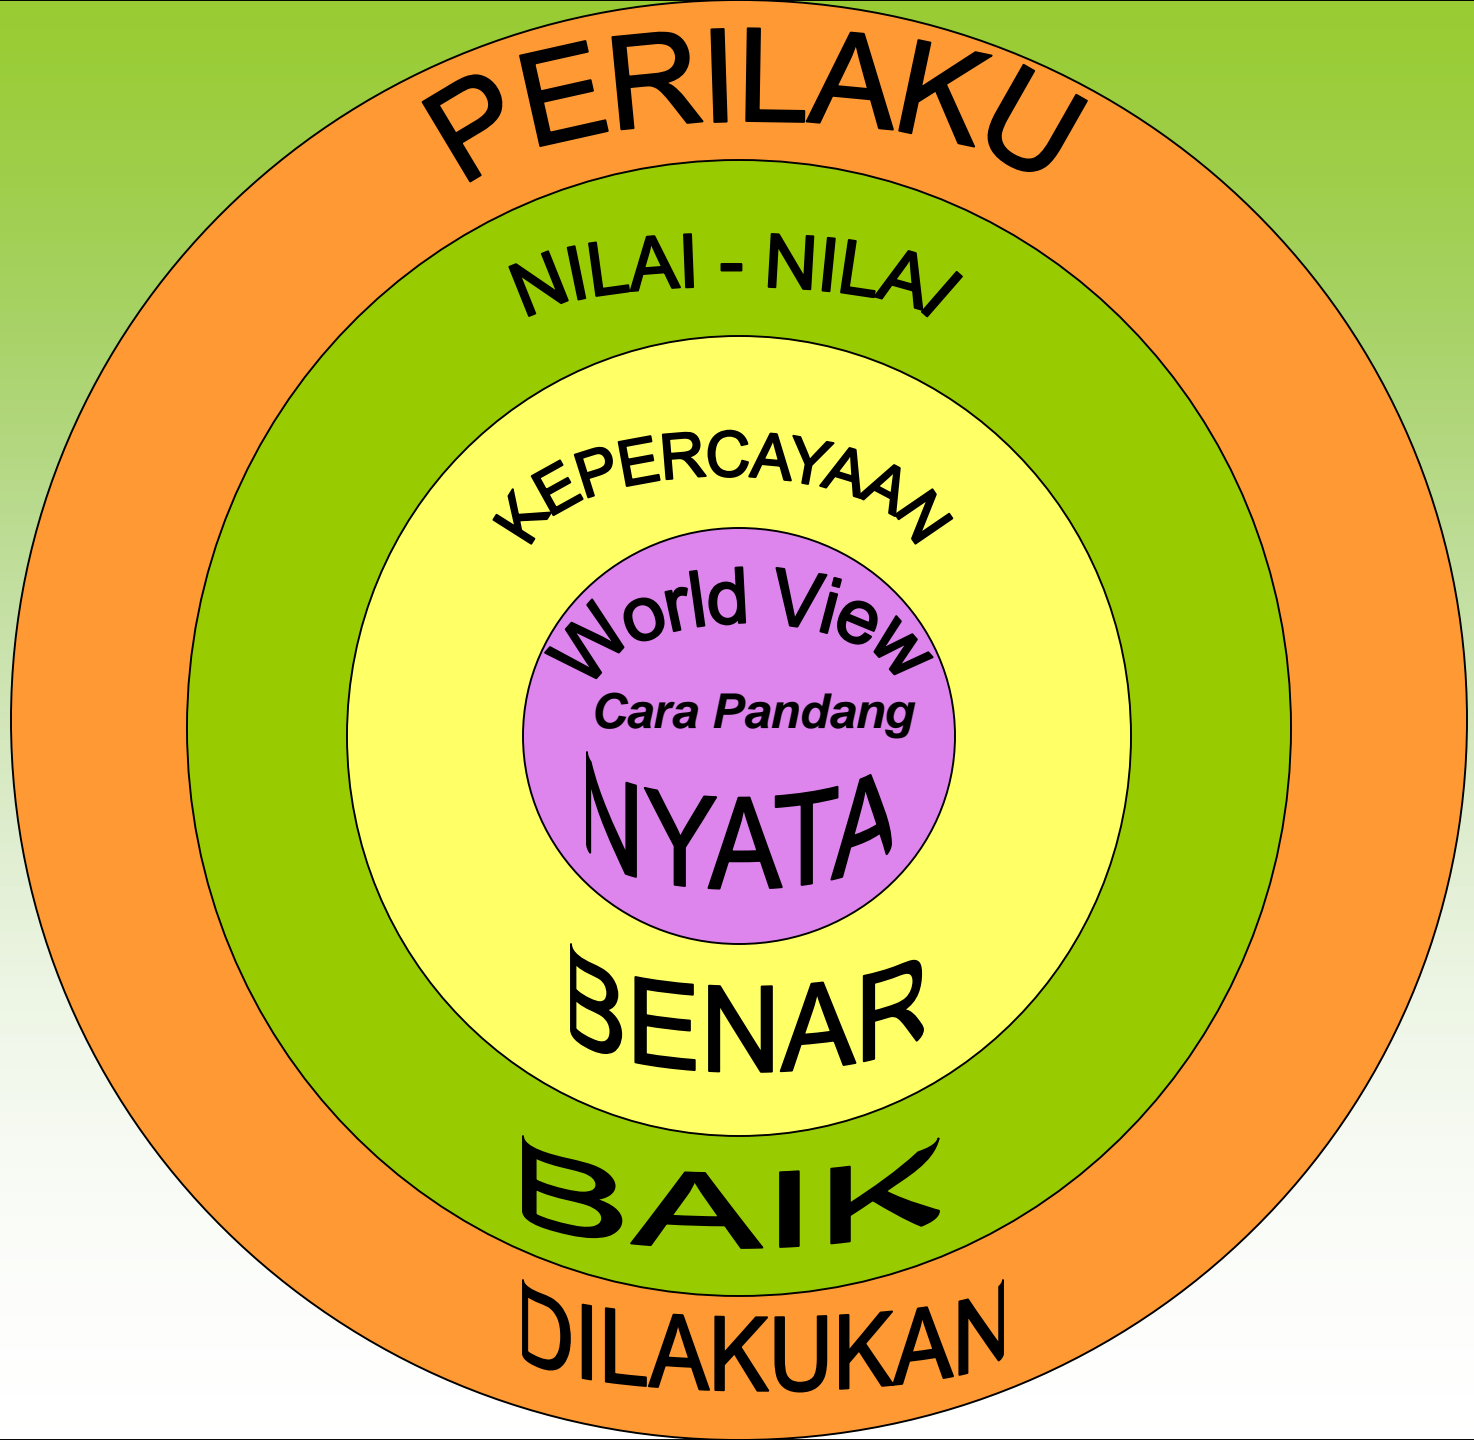 PERILAKU
NILAI - NILAI
KEPERCAYAAN
World View
Cara Pandang
NYATA
BENAR
BAIK
DILAKUKAN